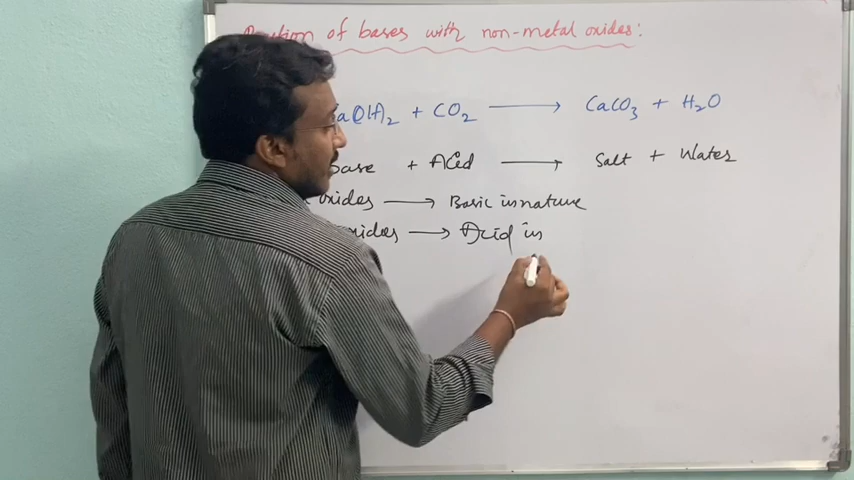 of bases with non-metal oxides:
a(OH)₂ + CO₂ ⟶ CaCO₃ + H₂O
Base + Acid ⟶ Salt + Water
oxides ⟶ Basic in nature
oxides ⟶ Acid in